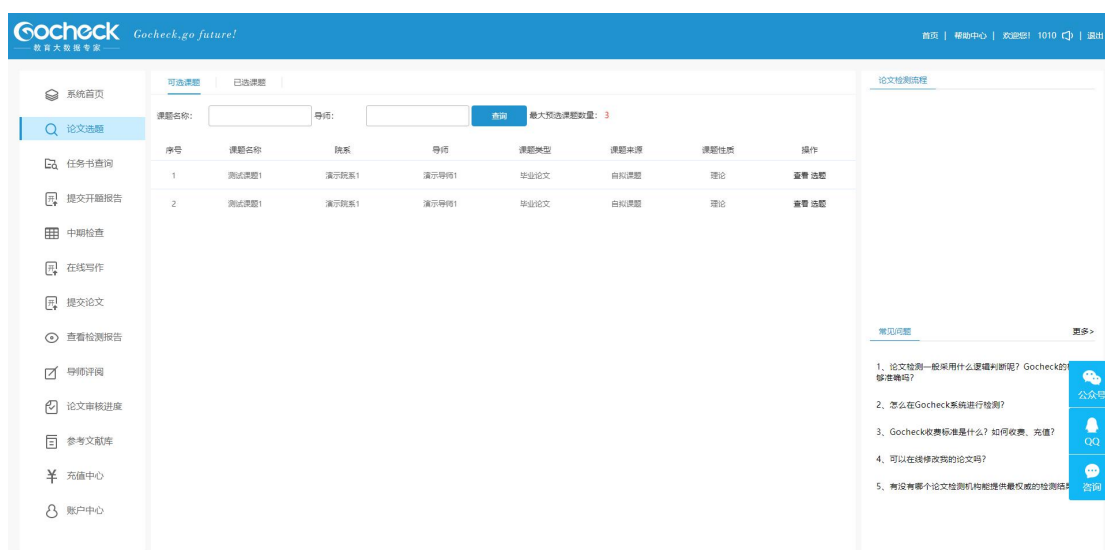 Gocheck
教育大数据专家
Gocheck,go future!
首页 | 帮助中心 | 欢迎您! 1010 | 退出
系统首页
论文选题
任务书查询
提交开题报告
中期检查
在线写作
提交论文
查看检测报告
导师评阅
论文审核进度
参考文献库
充值中心
账户中心
可选课题 已选课题
课题名称: 导师: 查询 最大预选课题数量: 3
序号 课题名称 院系 导师 课题类型 课题来源 课题性质 操作
1 测试课题1 演示院系1 演示导师1 毕业论文 自拟课题 理论 查看 选题
2 测试课题1 演示院系1 演示导师1 毕业论文 自拟课题 理论 查看 选题
论文检测流程
常见问题 更多>
1、论文检测一般采用什么逻辑判断呢? Gocheck的
够准确吗?
2、怎么在Gocheck系统进行检测?
3、Gocheck收费标准是什么? 如何收费、充值?
4、可以在线修改我的论文吗?
5、有没有哪个论文检测机构能提供最权威的检测结
公众号
QQ
咨询